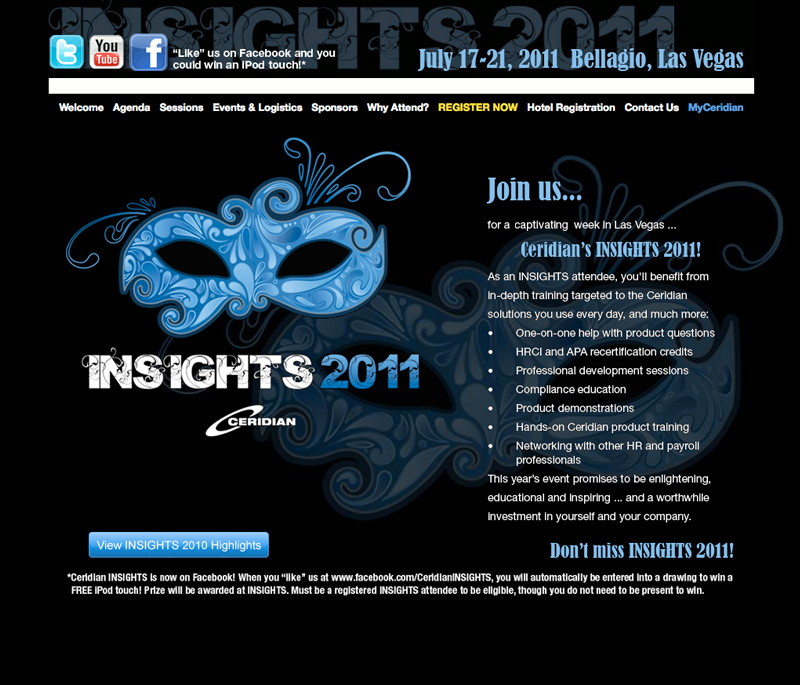 INSIGHTS 2011
You
Tube
"Like" us on Facebook and you
could win an iPod touch!*
July 17-21, 2011 Bellagio, Las Vegas
Welcome Agenda Sessions Events & Logistics Sponsors Why Attend? REGISTER NOW Hotel Registration Contact Us MyCeridian
Join us...
for a captivating week in Las Vegas ...
Ceridian's INSIGHTS 2011!
As an INSIGHTS attendee, you'll benefit from
in-depth training targeted to the Ceridian
solutions you use every day, and much more:
• One-on-one help with product questions
• HRCI and APA recertification credits
• Professional development sessions
• Compliance education
• Product demonstrations
• Hands-on Ceridian product training
• Networking with other HR and payroll
professionals
This year's event promises to be enlightening,
educational and inspiring ... and a worthwhile
investment in yourself and your company.
Don't miss INSIGHTS 2011!
INSIGHTS 2011
CERIDIAN
View INSIGHTS 2010 Highlights
*Ceridian INSIGHTS is now on Facebook! When you "like" us at www.facebook.com/CeridianINSIGHTS, you will automatically be entered into a drawing to win a
FREE iPod touch! Prize will be awarded at INSIGHTS. Must be a registered INSIGHTS attendee to be eligible, though you do not need to be present to win.